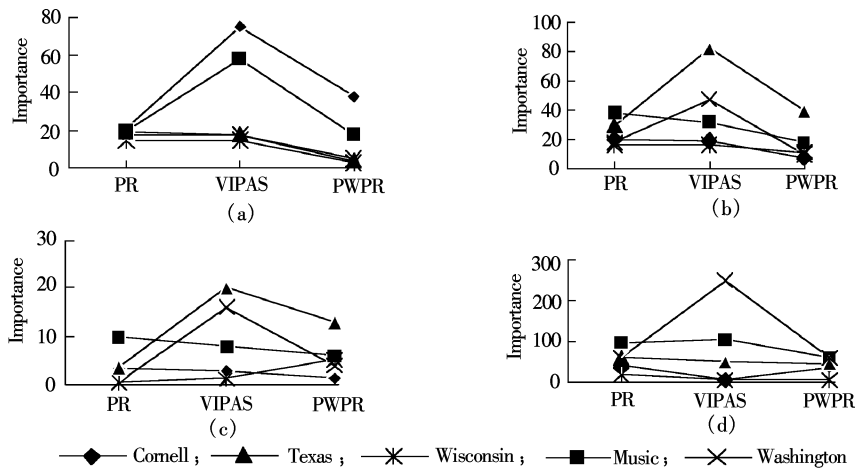 80
60
40
20
0
Importance
PR
VIPAS
PWPR
(a)
100
80
60
40
20
0
Importance
PR
VIPAS
PWPR
(b)
30
20
10
0
Importance
PR
VIPAS
PWPR
(c)
300
200
100
0
Importance
PR
VIPAS
PWPR
(d)
Cornell ; Texas ; Wisconsin ; Music ; Washington